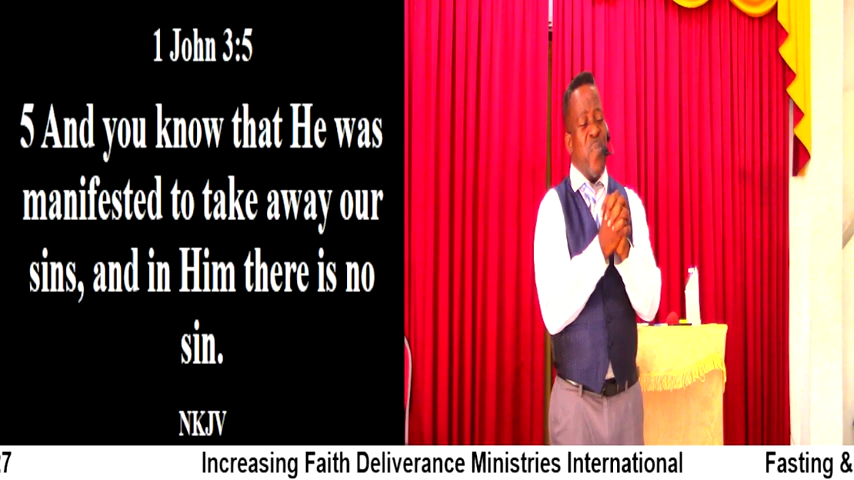 1 John 3:5
5 And you know that He was
manifested to take away our
sins, and in Him there is no
sin.
NKJV
27 Increasing Faith Deliverance Ministries International Fasting &